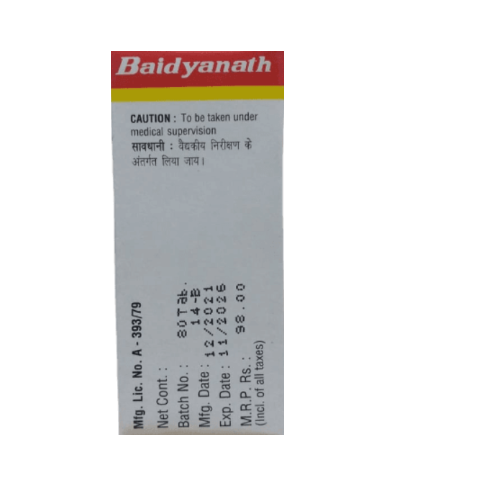 Baidyanath
CAUTION : To be taken under
medical supervision
सावधानी : वैद्यकीय निरीक्षण के
अंतर्गत लिया जाय।
Mfg. Lic. No. A - 393/79
Net Cont. : 80Tab.
Batch No. : 14-B
Mfg. Date : 12/2021
Exp. Date : 11/2026
M.R.P. Rs. : 98.00
(Incl. of all taxes)